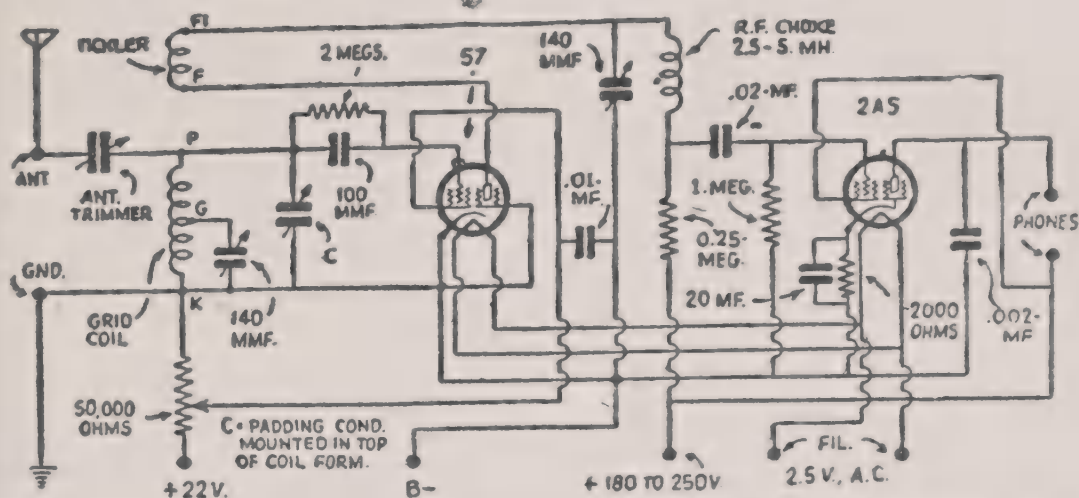 F1
TICKLER
F
2 MEGS.
57
140
MMF
R.F. CHOKE
2.5-5. MH.
.02-MF.
2A5
P
ANT.
ANT.
TRIMMER
G
100
MMF
C
.01-
MF.
1. MEG.
0.25-
MEG.
PHONES
GND.
K
GRID
COIL
140
MMF.
20 MF.
2000
OHMS
.002-
MF
50,000
OHMS
C = PADDING COND.
MOUNTED IN TOP
OF COIL FORM.
+22V.
B-
+180 TO 250V.
FIL.
2.5 V., A.C.